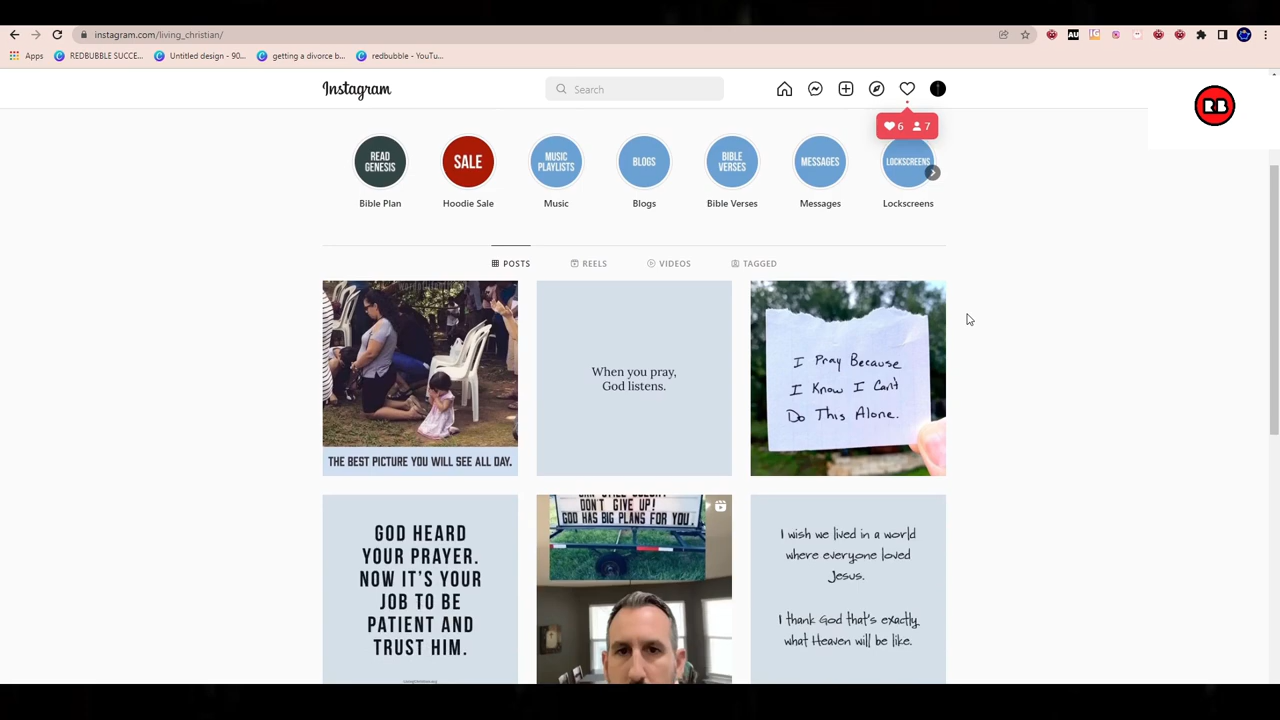 instagram.com/living_christian/
Apps
REDBUBBLE SUCCE...
Untitled design - 90...
getting a divorce b...
redbubble - YouTu...
Instagram
Search
6 7
RB
READ
GENESIS
SALE
MUSIC
PLAYLISTS
BLOGS
BIBLE
VERSES
MESSAGES
LOCKSCREENS
Bible Plan
Hoodie Sale
Music
Blogs
Bible Verses
Messages
Lockscreens
POSTS
REELS
VIDEOS
TAGGED
THE BEST PICTURE YOU WILL SEE ALL DAY.
When you pray,
God listens.
I Pray Because
I Know I Can't
Do This Alone.
GOD HEARD
YOUR PRAYER.
NOW IT'S YOUR
JOB TO BE
PATIENT AND
TRUST HIM.
DON'T GIVE UP!
GOD HAS BIG PLANS FOR YOU.
I wish we lived in a world
where everyone loved
Jesus.
I thank God that's exactly
what Heaven will be like.